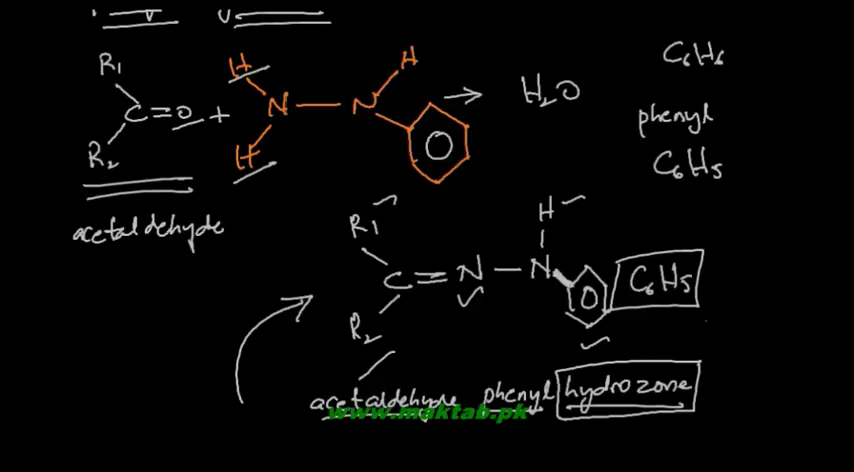 R₁
C=O +
R₂
acetaldehyde
H
N — N
H
H
→ H₂O
C₆H₆
phenyl
C₆H₅
R₁
C=N — N
R₂
H
C₆H₅
acetaldehyde phenyl hydrozone
www.maktab.pk